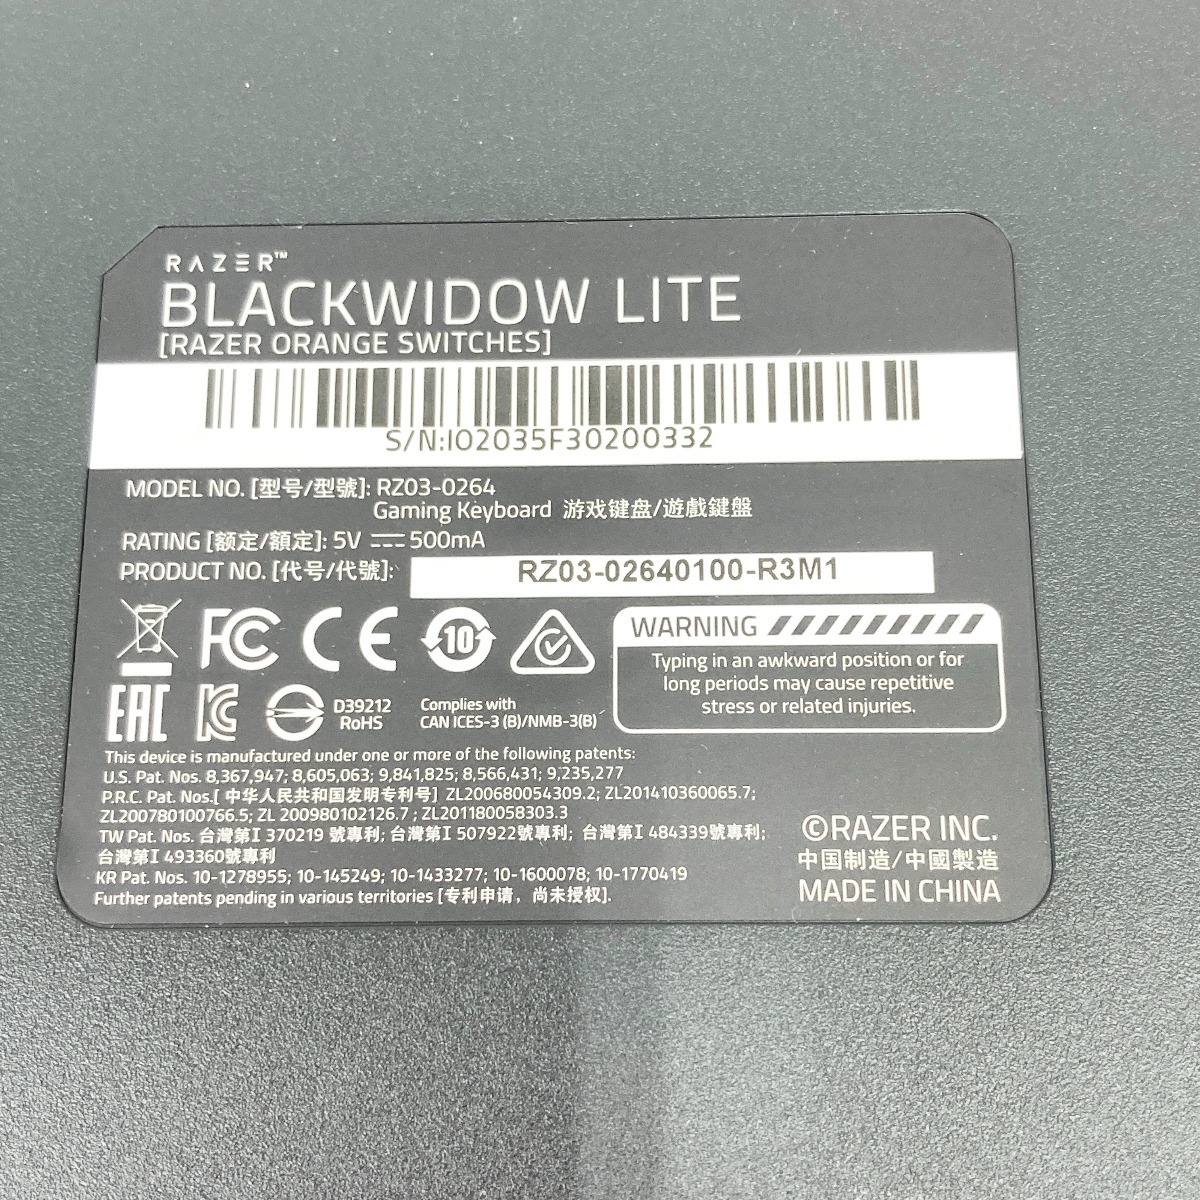 RAZER™
BLACKWIDOW LITE
[RAZER ORANGE SWITCHES]
S/N:IO2035F30200332
MODEL NO. [型号/型號]: RZ03-0264
Gaming Keyboard 游戏键盘/遊戲鍵盤
RATING [额定/額定]: 5V ⎓ 500mA
PRODUCT NO. [代号/代號]: RZ03-02640100-R3M1
FC CE 10
WARNING
Typing in an awkward position or for
long periods may cause repetitive
stress or related injuries.
EAC KC D39212
RoHS
Complies with
CAN ICES-3 (B)/NMB-3(B)
This device is manufactured under one or more of the following patents:
U.S. Pat. Nos. 8,367,947; 8,605,063; 9,841,825; 8,566,431; 9,235,277
P.R.C. Pat. Nos.[ 中华人民共和国发明专利号] ZL200680054309.2; ZL201410360065.7;
ZL200780100766.5; ZL 200980102126.7 ; ZL201180058303.3
TW Pat. Nos. 台灣第I 370219 號專利; 台灣第I 507922號專利; 台灣第I 484339號專利;
台灣第I 493360號專利
KR Pat. Nos. 10-1278955; 10-145249; 10-1433277; 10-1600078; 10-1770419
Further patents pending in various territories [专利申请，尚未授权].
©RAZER INC.
中国制造/中國製造
MADE IN CHINA